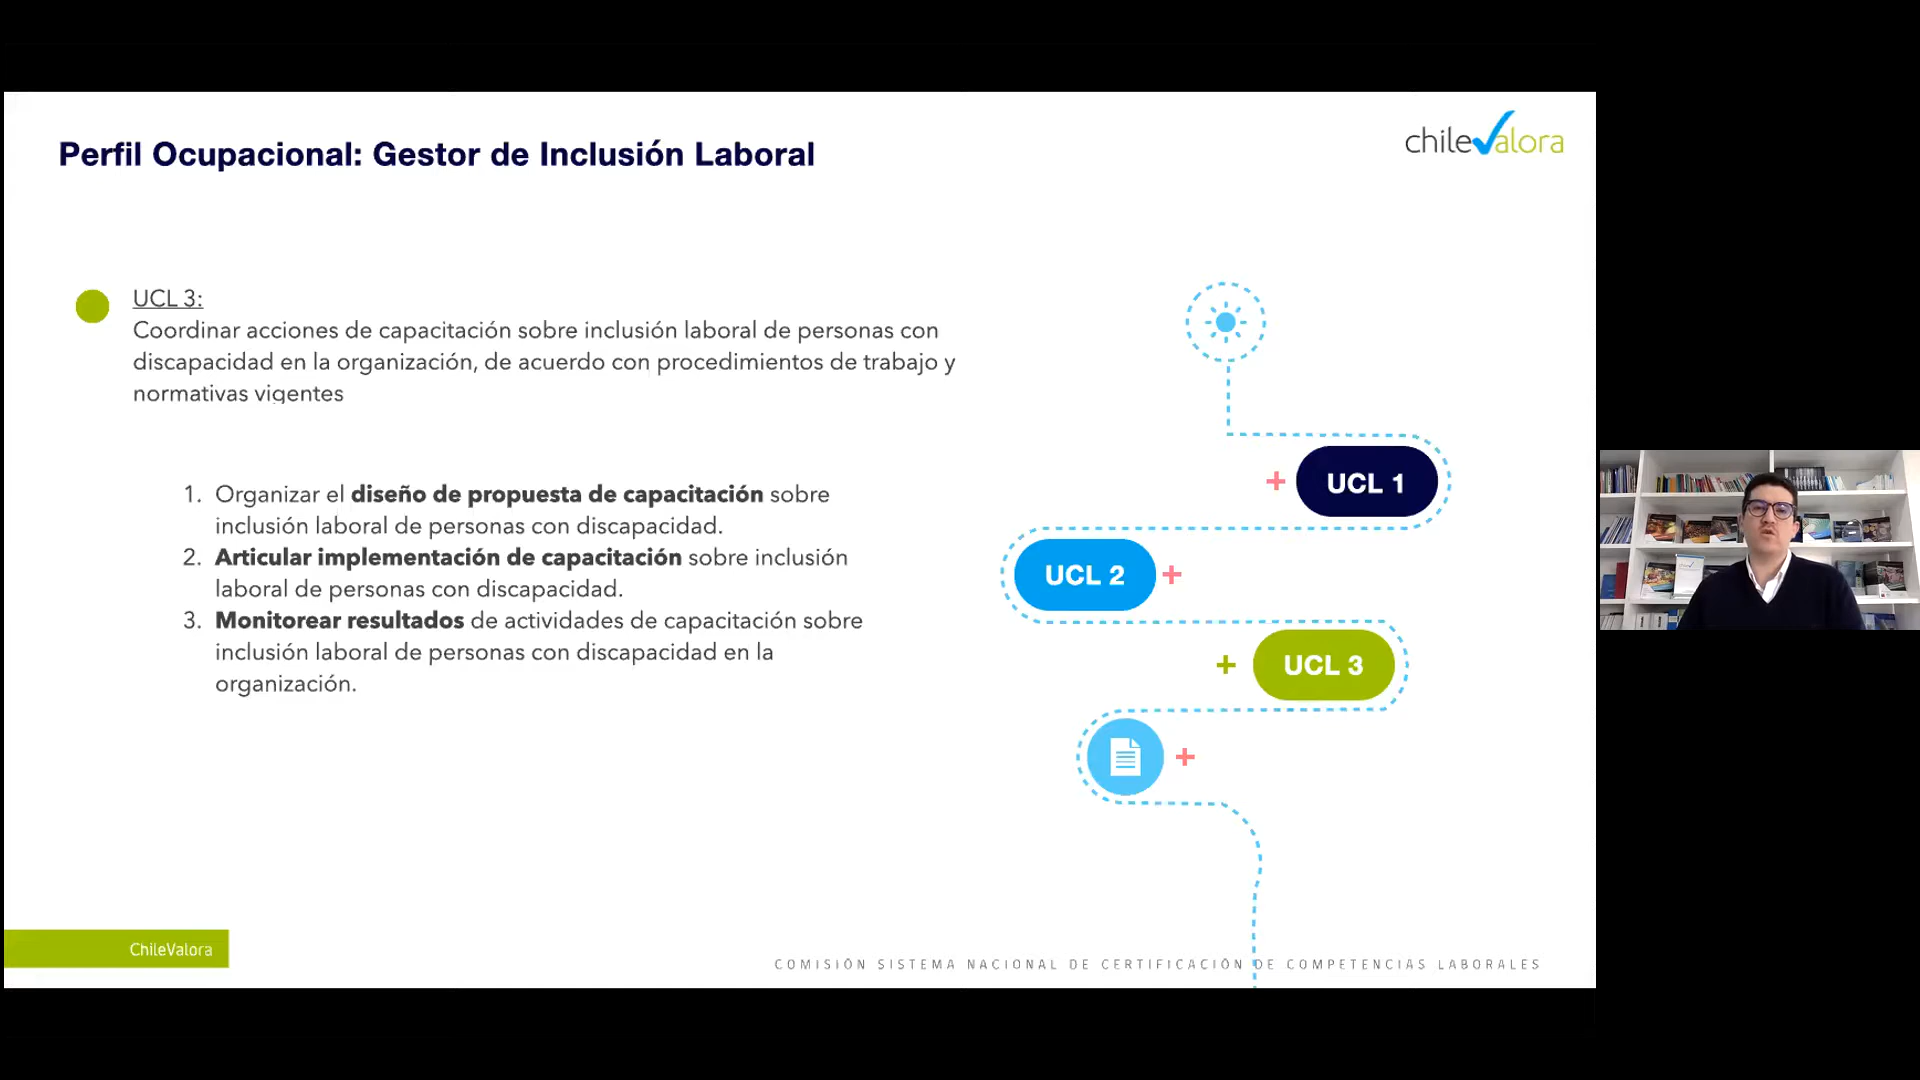 Perfil Ocupacional: Gestor de Inclusión Laboral
chilevalora
UCL 3:
Coordinar acciones de capacitación sobre inclusión laboral de personas con
discapacidad en la organización, de acuerdo con procedimientos de trabajo y
normativas vigentes
1. Organizar el diseño de propuesta de capacitación sobre
inclusión laboral de personas con discapacidad.
2. Articular implementación de capacitación sobre inclusión
laboral de personas con discapacidad.
3. Monitorear resultados de actividades de capacitación sobre
inclusión laboral de personas con discapacidad en la
organización.
+ UCL 1
UCL 2 +
+ UCL 3
+
ChileValora
COMISIÓN SISTEMA NACIONAL DE CERTIFICACIÓN DE COMPETENCIAS LABORALES